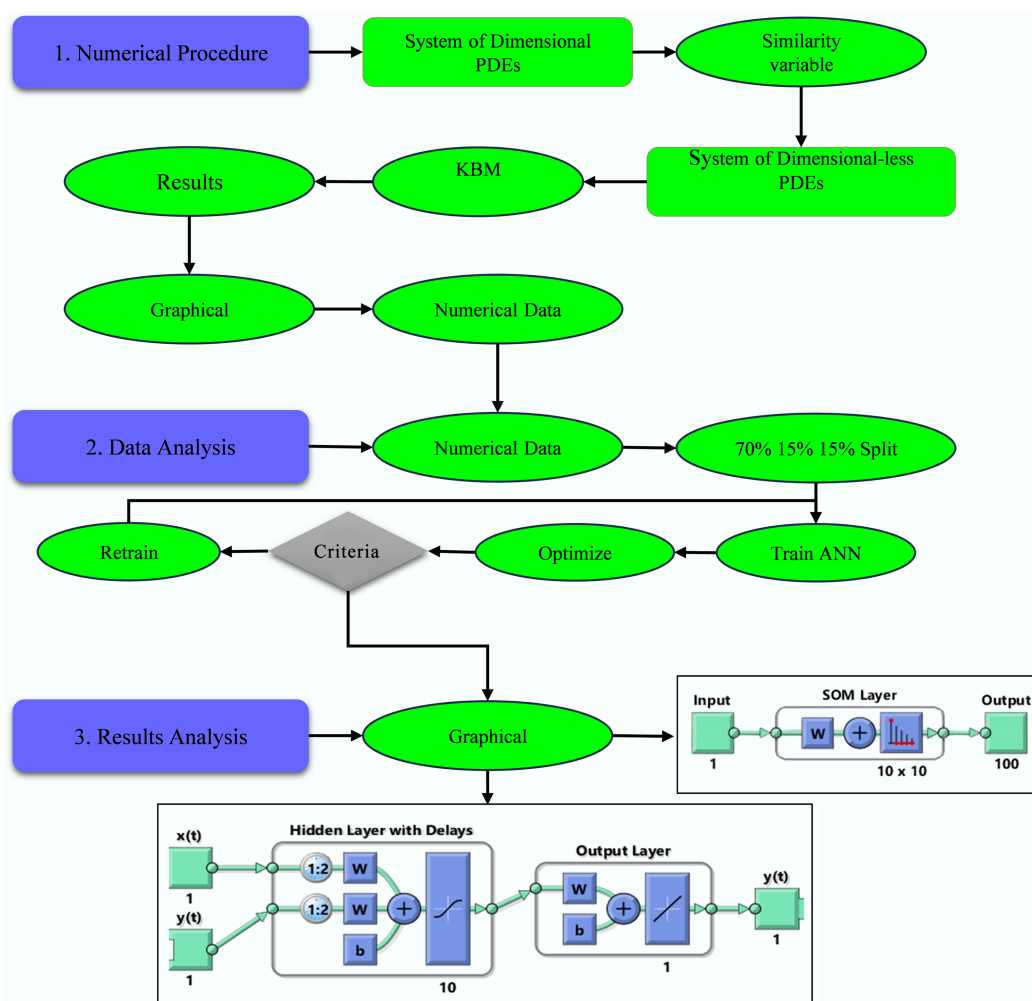 1. Numerical Procedure
System of Dimensional
PDEs
Similarity
variable
System of Dimensional-less
PDEs
KBM
Results
Graphical
Numerical Data
2. Data Analysis
Numerical Data
70% 15% 15% Split
Retrain
Criteria
Optimize
Train ANN
3. Results Analysis
Graphical
Input
SOM Layer
Output
W
+
1
10 x 10
100
Hidden Layer with Delays
x(t)
1:2
W
1
y(t)
1:2
W
+
b
1
10
Output Layer
W
+
b
1
y(t)
1